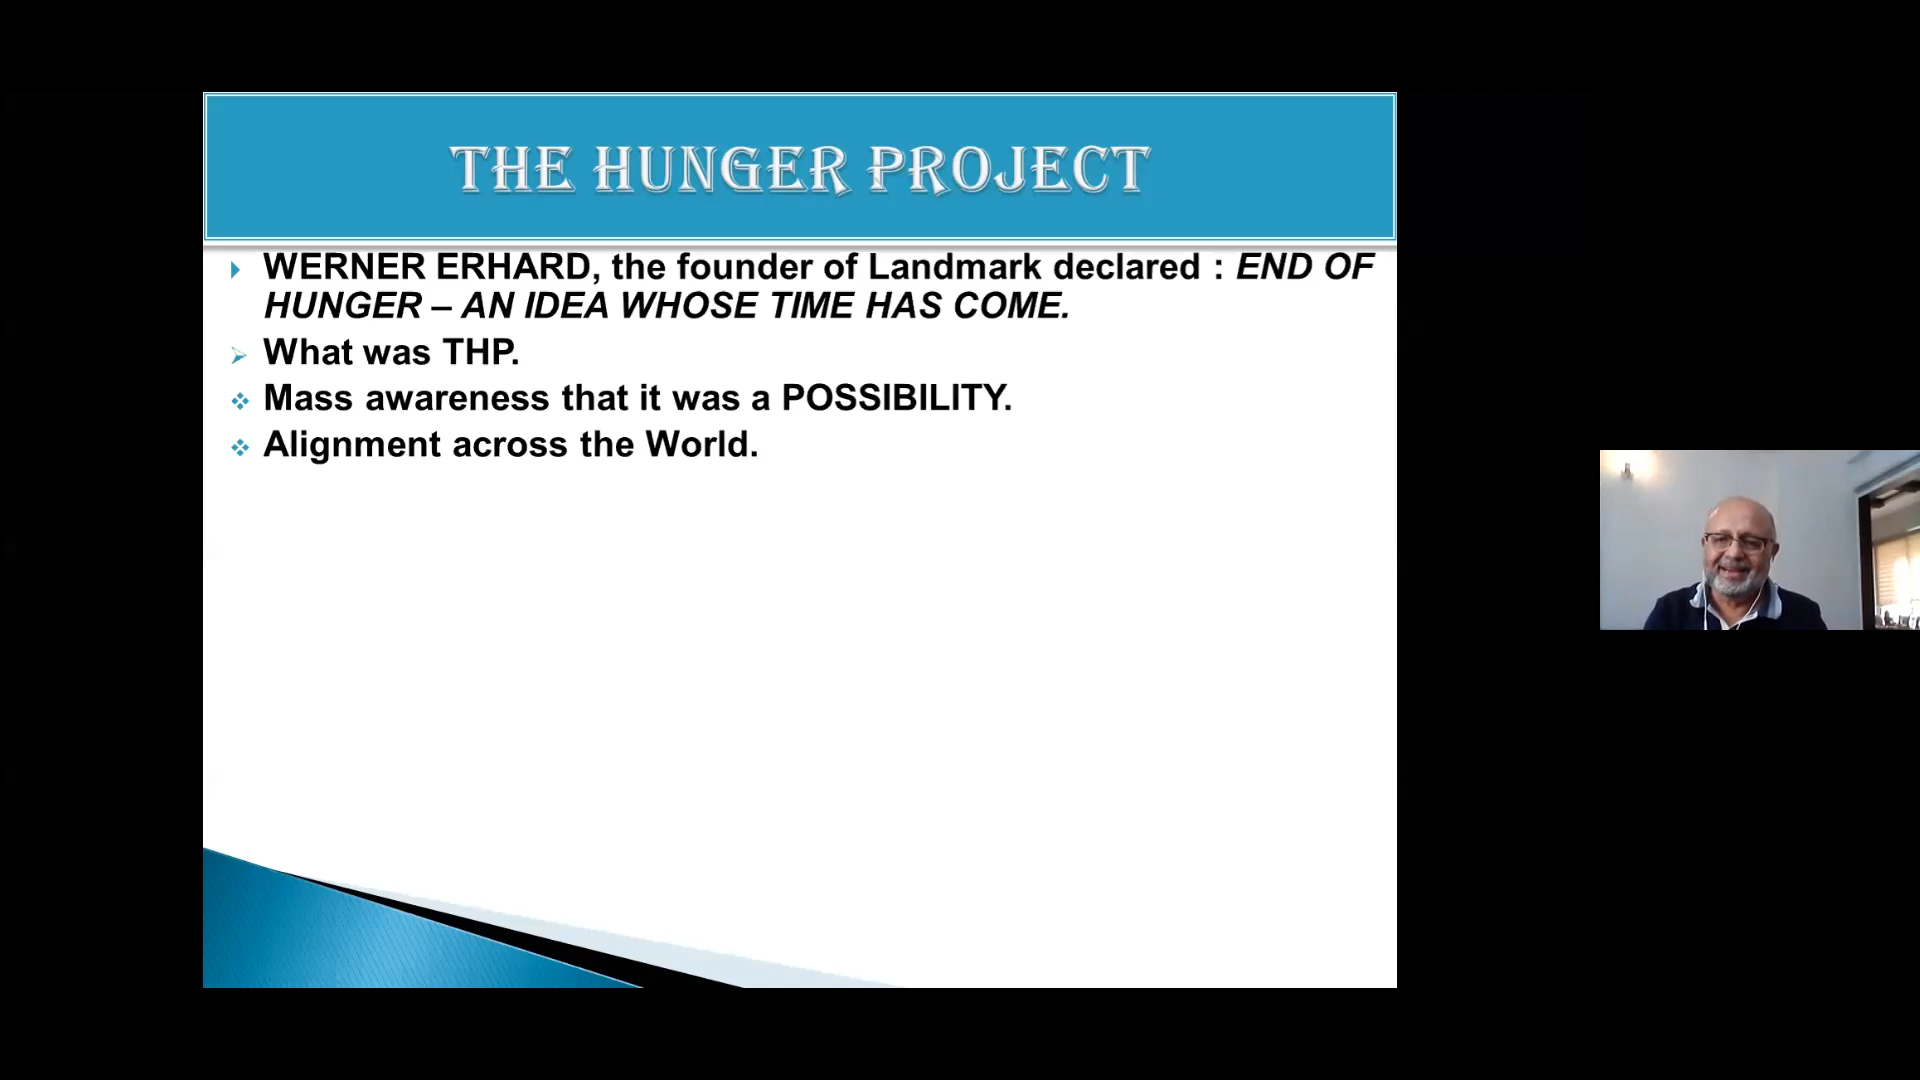 THE HUNGER PROJECT
WERNER ERHARD, the founder of Landmark declared : END OF
HUNGER – AN IDEA WHOSE TIME HAS COME.
What was THP.
Mass awareness that it was a POSSIBILITY.
Alignment across the World.